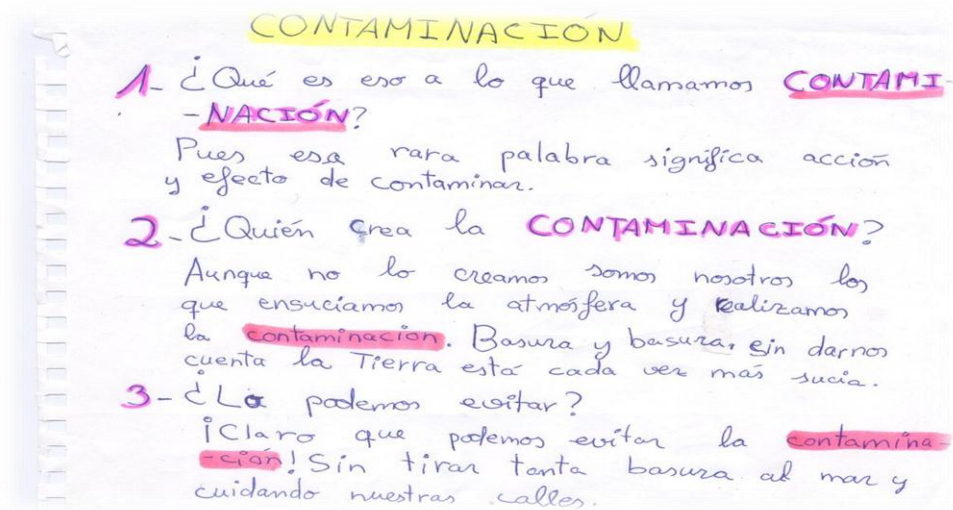 CONTAMINACIÓN
1- ¿Qué es eso a lo que llamamos CONTAMI-
-NACIÓN?
Pues esa rara palabra significa acción
y efecto de contaminar.
2- ¿Quién crea la CONTAMINACIÓN?
Aunque no lo creamos somos nosotros los
que ensuciamos la atmósfera y realizamos
la contaminación. Basura y basura, sin darnos
cuenta la Tierra está cada vez más sucia.
3- ¿La podemos evitar?
¡Claro que podemos evitar la contamina-
-ción! Sin tirar tanta basura al mar y
cuidando nuestras calles.